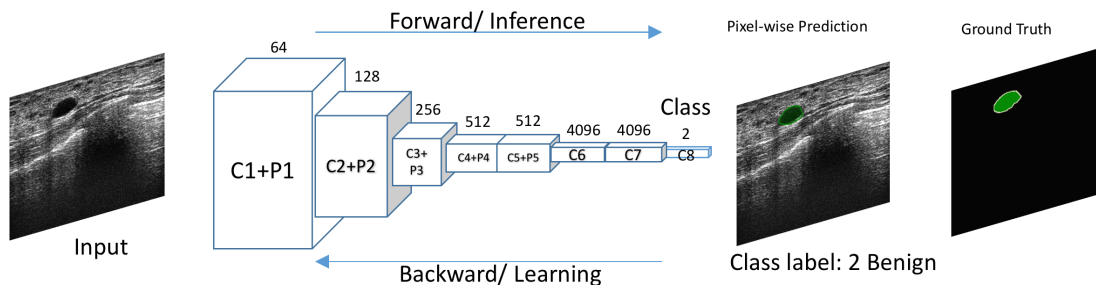 Forward/ Inference
Pixel-wise Prediction
Ground Truth
64
128
256
512
512
4096
4096
Class
2
C1+P1
C2+P2
C3+
P3
C4+P4
C5+P5
C6
C7
C8
Input
Backward/ Learning
Class label: 2 Benign